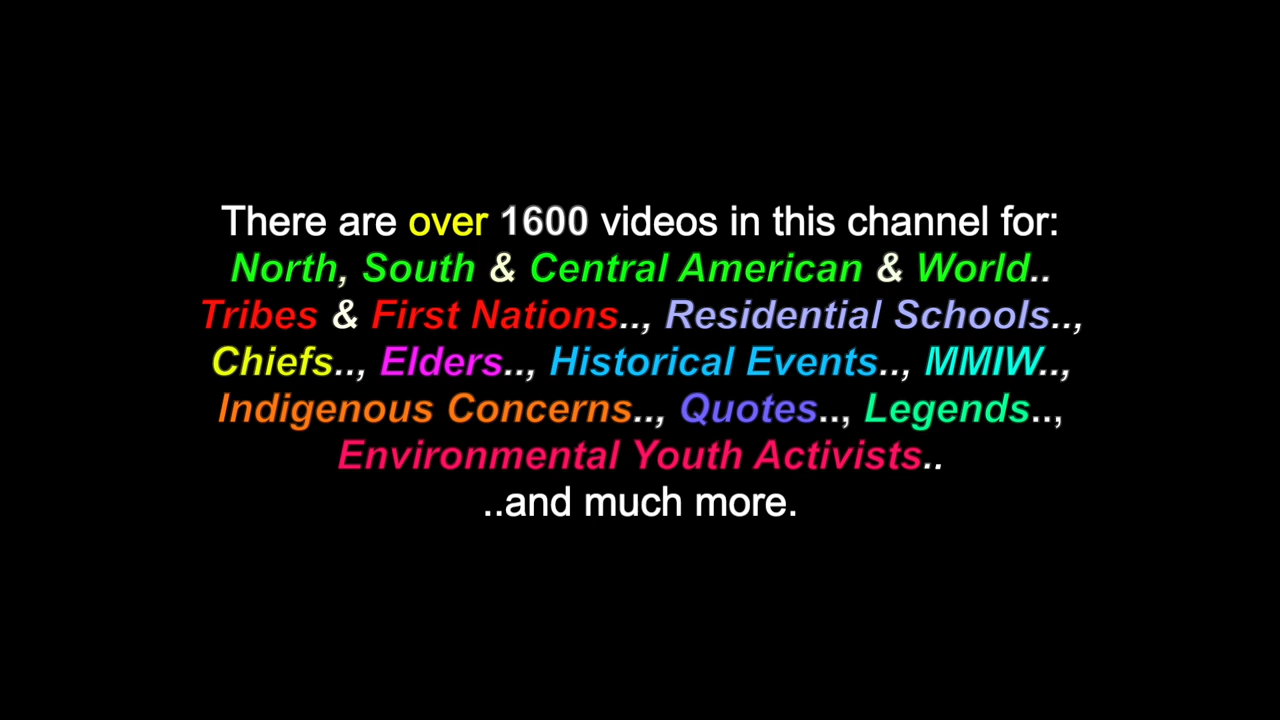 There are over 1600 videos in this channel for:
North, South & Central American & World..
Tribes & First Nations.., Residential Schools..,
Chiefs.., Elders.., Historical Events.., MMIW..,
Indigenous Concerns.., Quotes.., Legends..,
Environmental Youth Activists..
..and much more.